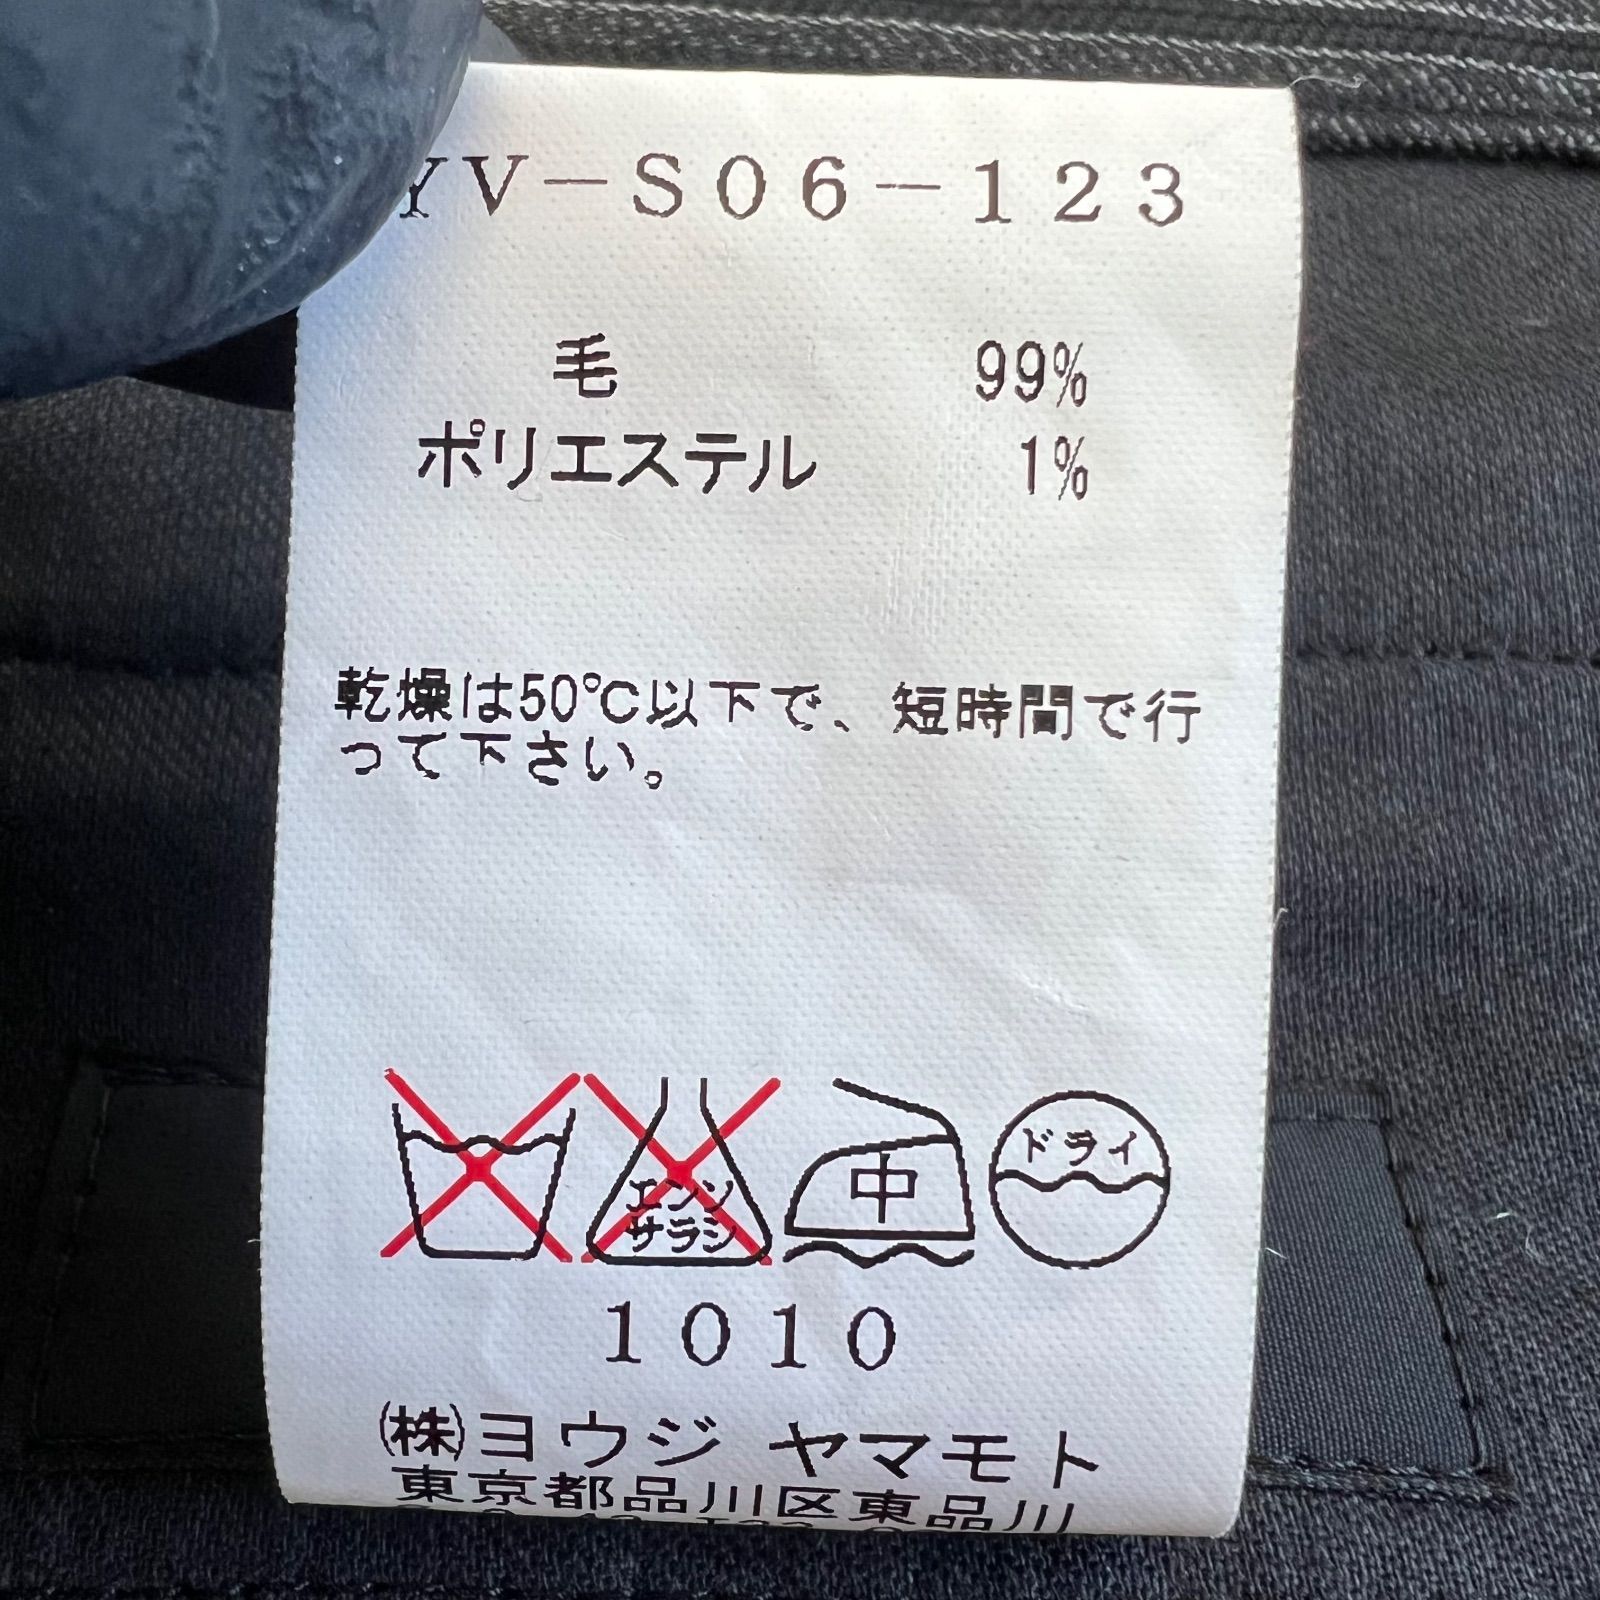 YV-S06-123
毛 99%
ポリエステル 1%
乾燥は50℃以下で、短時間で行
って下さい。
エンソ
サラシ
中
ドライ
1010
(株)ヨウジ ヤマモト
東京都品川区東品川